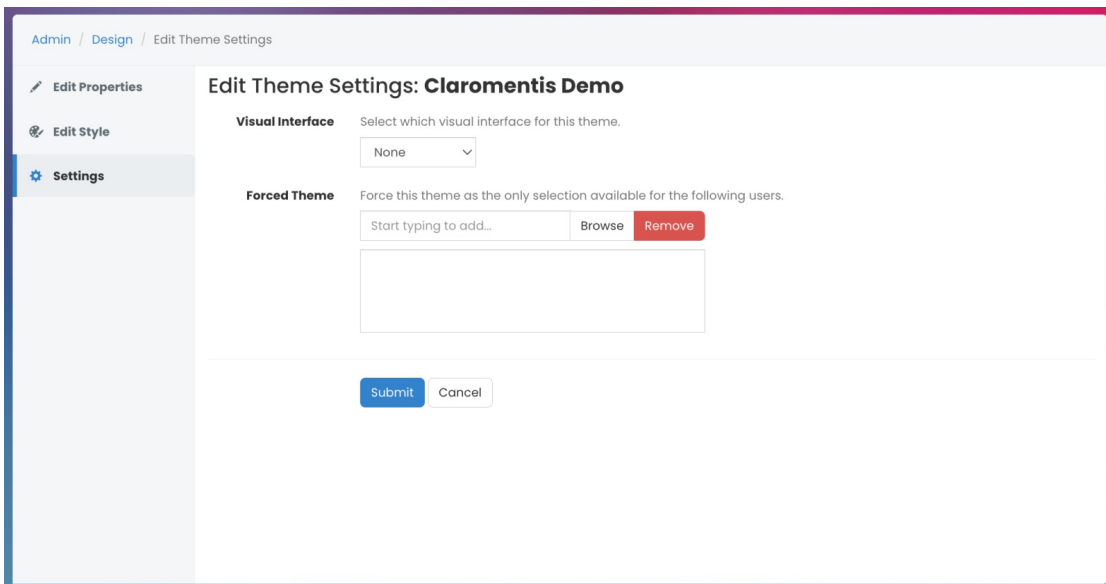 Admin / Design / Edit Theme Settings
Edit Properties
Edit Style
Settings
Edit Theme Settings: Claromentis Demo
Visual Interface Select which visual interface for this theme.
None
Forced Theme Force this theme as the only selection available for the following users.
Start typing to add... Browse Remove
Submit Cancel